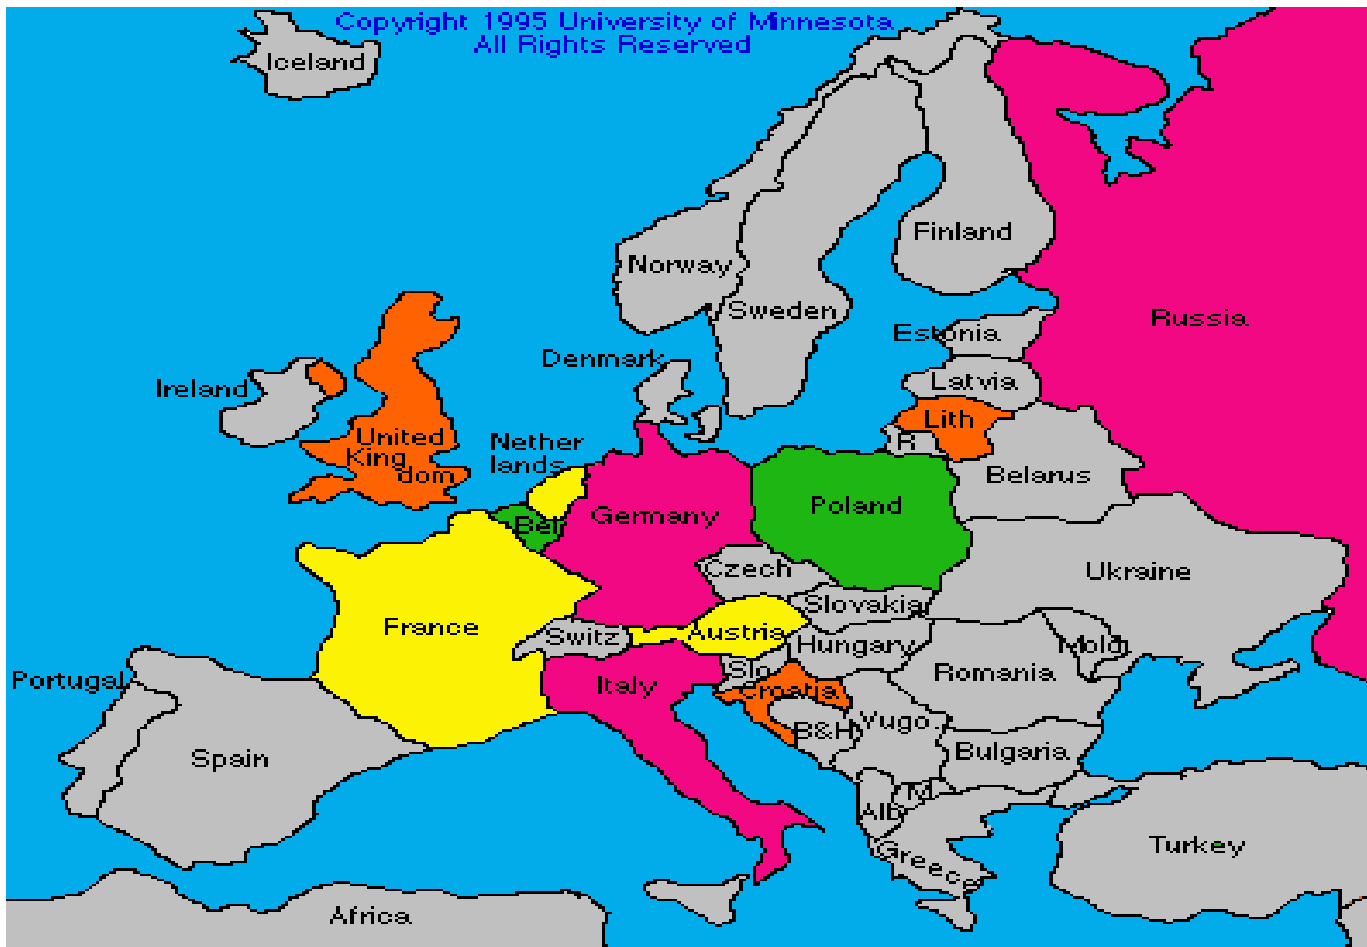 Copyright 1995 University of Minnesota
All Rights Reserved
Iceland
Finland
Norway
Sweden
Russia
Estonia
Denmark
Latvia
Ireland
Lith
United
King
dom
Nether
lands
R
Belarus
Poland
Germany
Bel
Czech
Ukraine
Slovakia
France
Switz
Austria
Hungary
Mold
Slo
Romania
Portugal
Italy
Croatia
Yugo
B&H
Spain
Bulgaria
M
Alb
Greece
Turkey
Africa